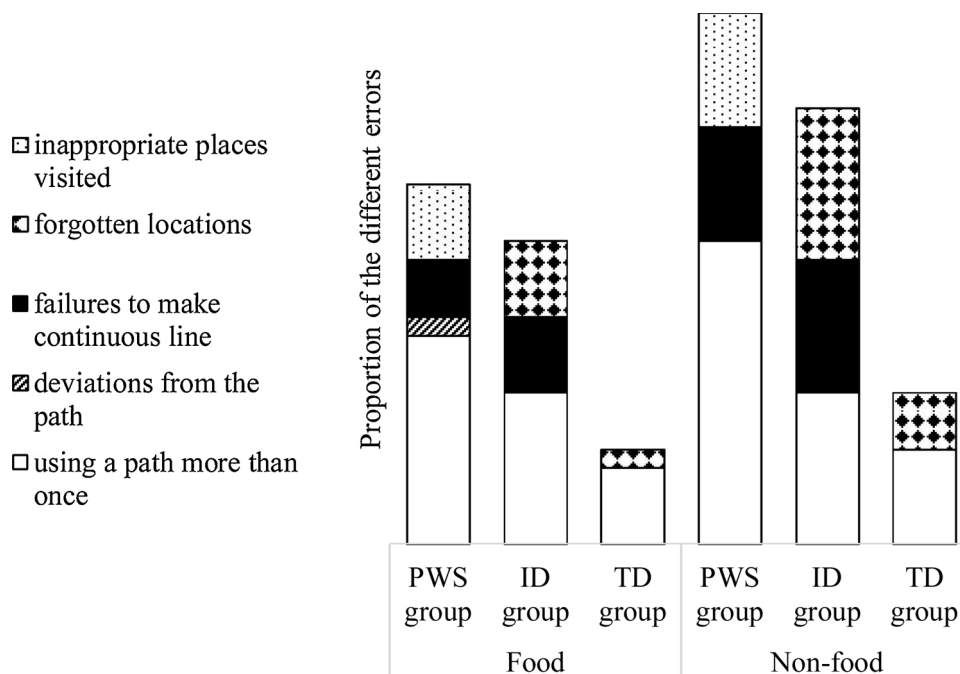 inappropriate places
visited
forgotten locations
failures to make
continuous line
deviations from the
path
using a path more than
once
Proportion of the different errors
PWS
group
ID
group
TD
group
PWS
group
ID
group
TD
group
Food
Non-food